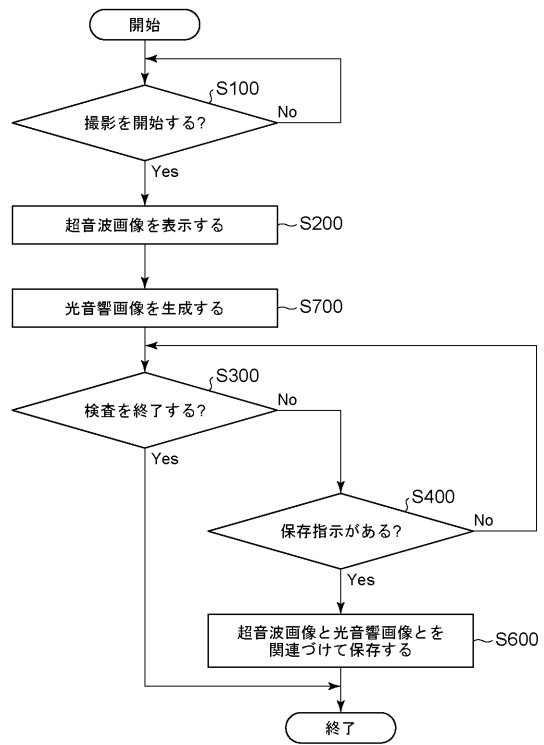 開始
S100
撮影を開始する?
No
Yes
超音波画像を表示する
S200
光音響画像を生成する
S700
S300
検査を終了する?
No
Yes
S400
保存指示がある?
No
Yes
超音波画像と光音響画像とを
関連づけて保存する
S600
終了